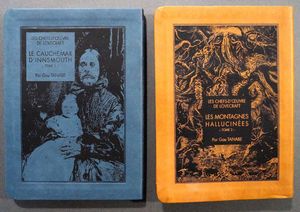 LES CHEFS-D'ŒUVRE
DE LOVECRAFT
LE CAUCHEMAR
D'INNSMOUTH
- TOME 1 -
Par Gou TANABE
LES CHEFS-D'ŒUVRE
DE LOVECRAFT
LES MONTAGNES
HALLUCINÉES
- TOME 2 -
Par Gou TANABE